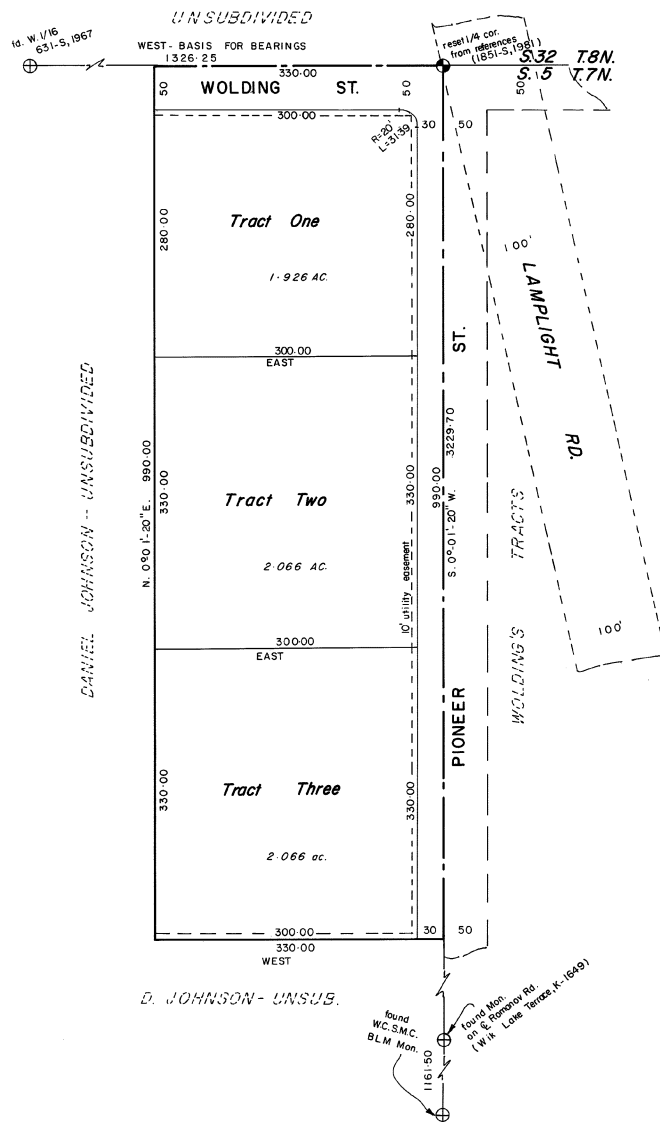 UNSUBDIVIDED
fd. W. 1/16
631-S, 1967
WEST - BASIS FOR BEARINGS
1326.25
330.00
reset 1/4 cor.
from references
(1851-S, 1981)
S.32 T.8N.
S.5 T.7N.
50
WOLDING ST.
50
50
300.00
R=20'
L=31.39
30
50
280.00
Tract One
1.926 AC.
280.00
100'
LAMPLIGHT RD.
300.00
EAST
DANIEL JOHNSON -- UNSUBDIVIDED
N. 0°01'-20" E. 990.00
330.00
Tract Two
2.066 AC.
330.00
10' utility easement
990.00
S. 0°-01'-20" W. 3229.70
PIONEER ST.
WOLDING'S TRACTS
100'
300.00
EAST
330.00
Tract Three
2.066 ac.
330.00
300.00
30
50
330.00
WEST
D. JOHNSON - UNSUB.
found
W.C.S.M.C.
BLM Mon.
1161.50
found Mon.
on ℄ Romanov Rd.
(Wik Lake Terrace, K-1649)